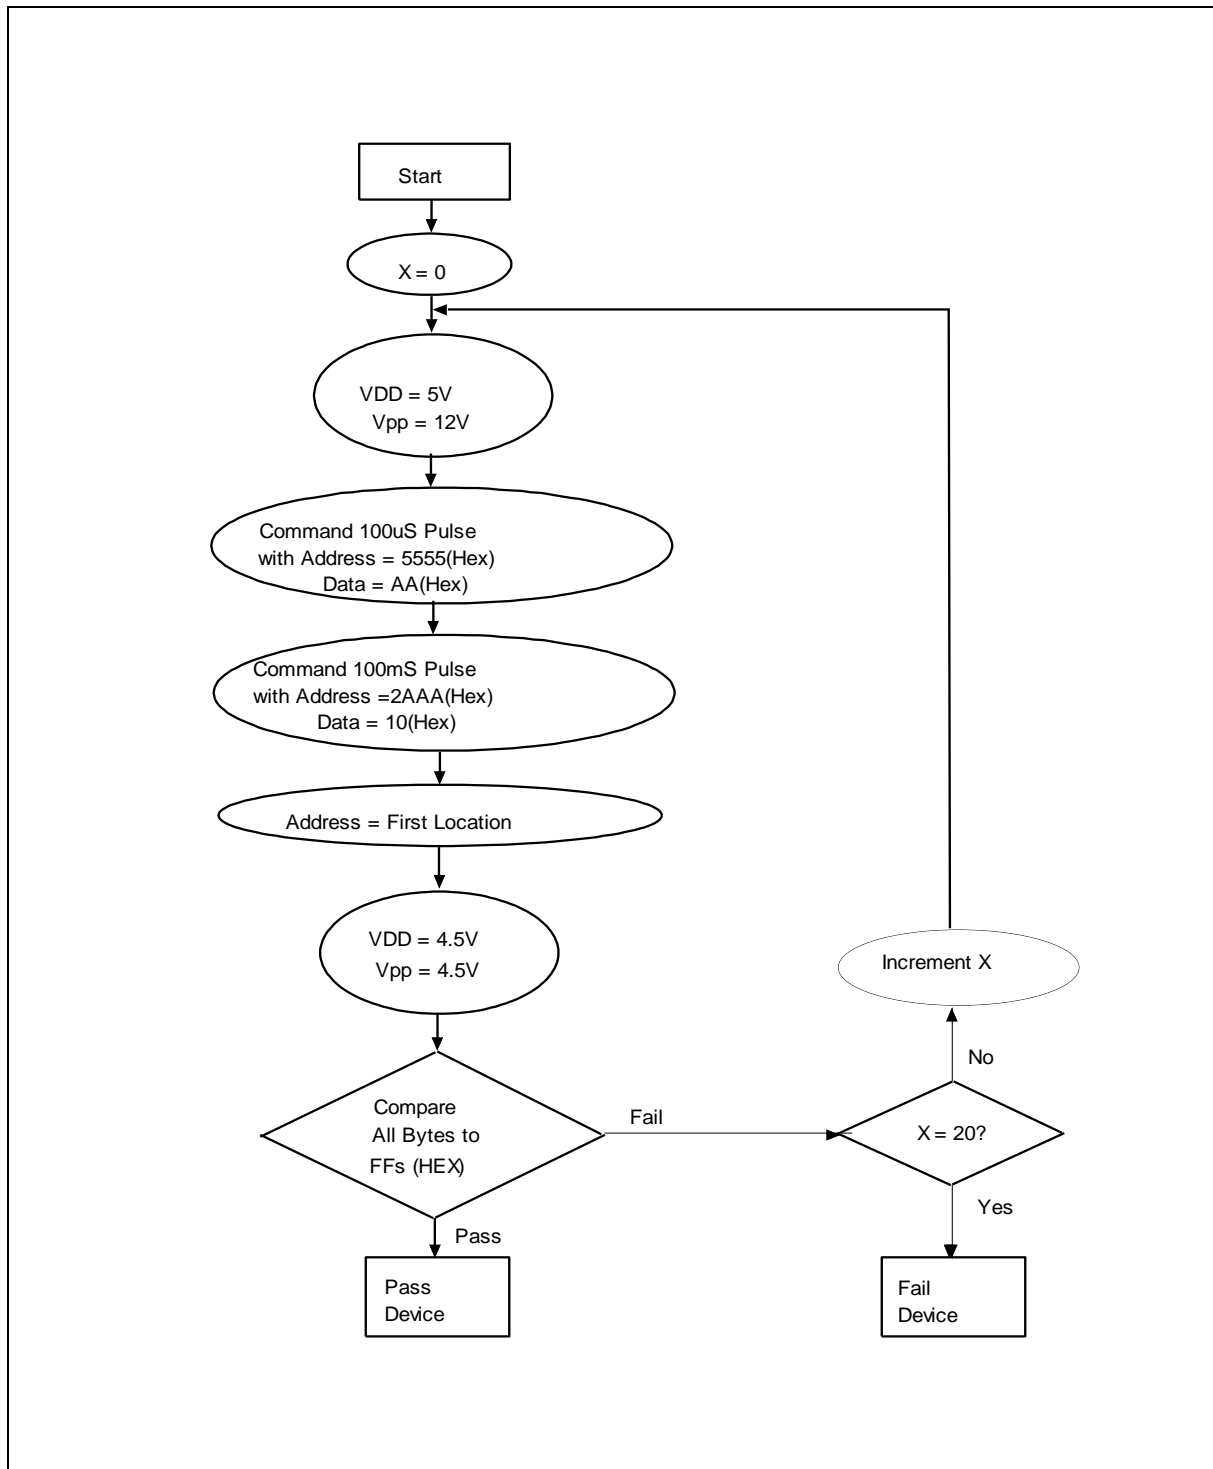 Start
X = 0
VDD = 5V
Vpp = 12V
Command 100uS Pulse
with Address = 5555(Hex)
Data = AA(Hex)
Command 100mS Pulse
with Address =2AAA(Hex)
Data = 10(Hex)
Address = First Location
VDD = 4.5V
Vpp = 4.5V
Increment X
No
Compare
All Bytes to
FFs (HEX)
Fail
X = 20?
Yes
Pass
Pass
Device
Fail
Device